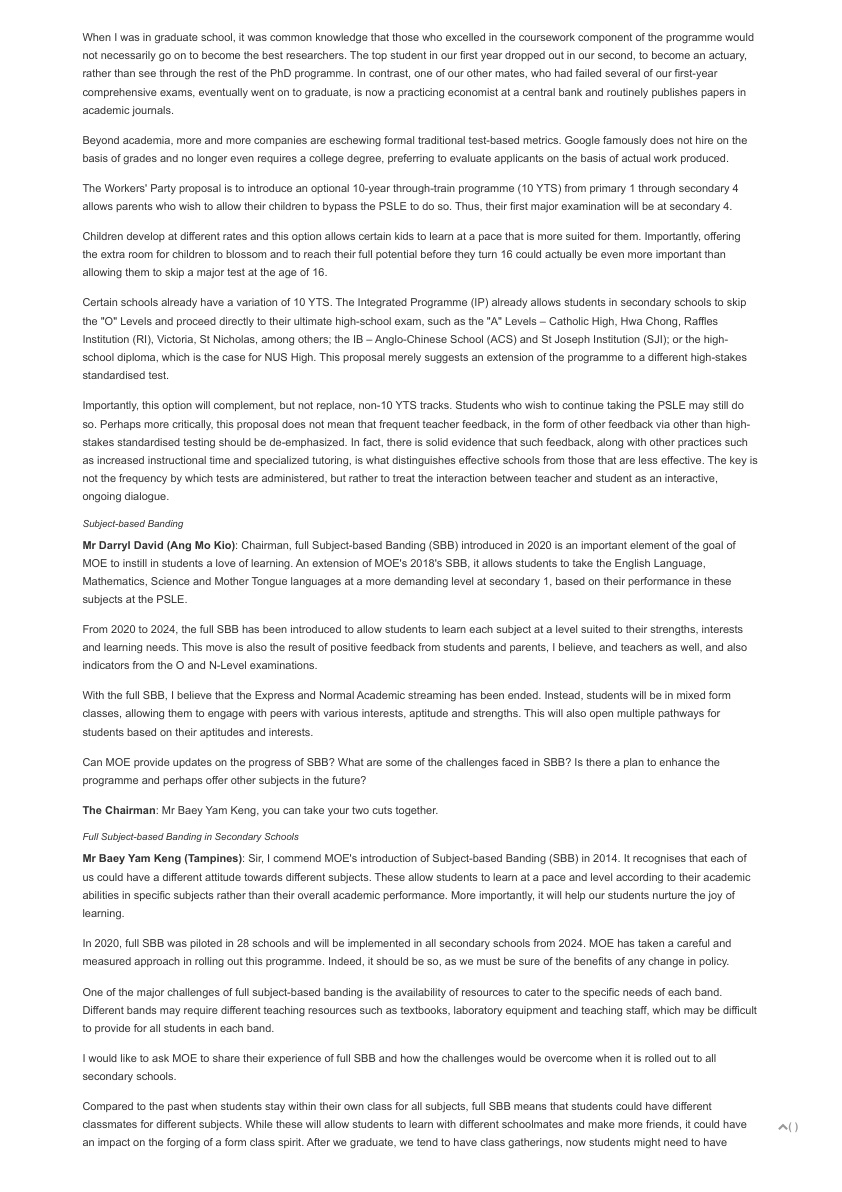 When I was in graduate school, it was common knowledge that those who excelled in the coursework component of the programme would
not necessarily go on to become the best researchers. The top student in our first year dropped out in our second, to become an actuary,
rather than see through the rest of the PhD programme. In contrast, one of our other mates, who had failed several of our first-year
comprehensive exams, eventually went on to graduate, is now a practicing economist at a central bank and routinely publishes papers in
academic journals.
Beyond academia, more and more companies are eschewing formal traditional test-based metrics. Google famously does not hire on the
basis of grades and no longer even requires a college degree, preferring to evaluate applicants on the basis of actual work produced.
The Workers' Party proposal is to introduce an optional 10-year through-train programme (10 YTS) from primary 1 through secondary 4
allows parents who wish to allow their children to bypass the PSLE to do so. Thus, their first major examination will be at secondary 4.
Children develop at different rates and this option allows certain kids to learn at a pace that is more suited for them. Importantly, offering
the extra room for children to blossom and to reach their full potential before they turn 16 could actually be even more important than
allowing them to skip a major test at the age of 16.
Certain schools already have a variation of 10 YTS. The Integrated Programme (IP) already allows students in secondary schools to skip
the "O" Levels and proceed directly to their ultimate high-school exam, such as the "A" Levels – Catholic High, Hwa Chong, Raffles
Institution (RI), Victoria, St Nicholas, among others; the IB – Anglo-Chinese School (ACS) and St Joseph Institution (SJI); or the high-
school diploma, which is the case for NUS High. This proposal merely suggests an extension of the programme to a different high-stakes
standardised test.
Importantly, this option will complement, but not replace, non-10 YTS tracks. Students who wish to continue taking the PSLE may still do
so. Perhaps more critically, this proposal does not mean that frequent teacher feedback, in the form of other feedback via other than high-
stakes standardised testing should be de-emphasized. In fact, there is solid evidence that such feedback, along with other practices such
as increased instructional time and specialized tutoring, is what distinguishes effective schools from those that are less effective. The key is
not the frequency by which tests are administered, but rather to treat the interaction between teacher and student as an interactive,
ongoing dialogue.
Subject-based Banding
Mr Darryl David (Ang Mo Kio): Chairman, full Subject-based Banding (SBB) introduced in 2020 is an important element of the goal of
MOE to instill in students a love of learning. An extension of MOE's 2018's SBB, it allows students to take the English Language,
Mathematics, Science and Mother Tongue languages at a more demanding level at secondary 1, based on their performance in these
subjects at the PSLE.
From 2020 to 2024, the full SBB has been introduced to allow students to learn each subject at a level suited to their strengths, interests
and learning needs. This move is also the result of positive feedback from students and parents, I believe, and teachers as well, and also
indicators from the O and N-Level examinations.
With the full SBB, I believe that the Express and Normal Academic streaming has been ended. Instead, students will be in mixed form
classes, allowing them to engage with peers with various interests, aptitude and strengths. This will also open multiple pathways for
students based on their aptitudes and interests.
Can MOE provide updates on the progress of SBB? What are some of the challenges faced in SBB? Is there a plan to enhance the
programme and perhaps offer other subjects in the future?
The Chairman: Mr Baey Yam Keng, you can take your two cuts together.
Full Subject-based Banding in Secondary Schools
Mr Baey Yam Keng (Tampines): Sir, I commend MOE's introduction of Subject-based Banding (SBB) in 2014. It recognises that each of
us could have a different attitude towards different subjects. These allow students to learn at a pace and level according to their academic
abilities in specific subjects rather than their overall academic performance. More importantly, it will help our students nurture the joy of
learning.
In 2020, full SBB was piloted in 28 schools and will be implemented in all secondary schools from 2024. MOE has taken a careful and
measured approach in rolling out this programme. Indeed, it should be so, as we must be sure of the benefits of any change in policy.
One of the major challenges of full subject-based banding is the availability of resources to cater to the specific needs of each band.
Different bands may require different teaching resources such as textbooks, laboratory equipment and teaching staff, which may be difficult
to provide for all students in each band.
I would like to ask MOE to share their experience of full SBB and how the challenges would be overcome when it is rolled out to all
secondary schools.
Compared to the past when students stay within their own class for all subjects, full SBB means that students could have different
classmates for different subjects. While these will allow students to learn with different schoolmates and make more friends, it could have
an impact on the forging of a form class spirit. After we graduate, we tend to have class gatherings, now students might need to have
( )